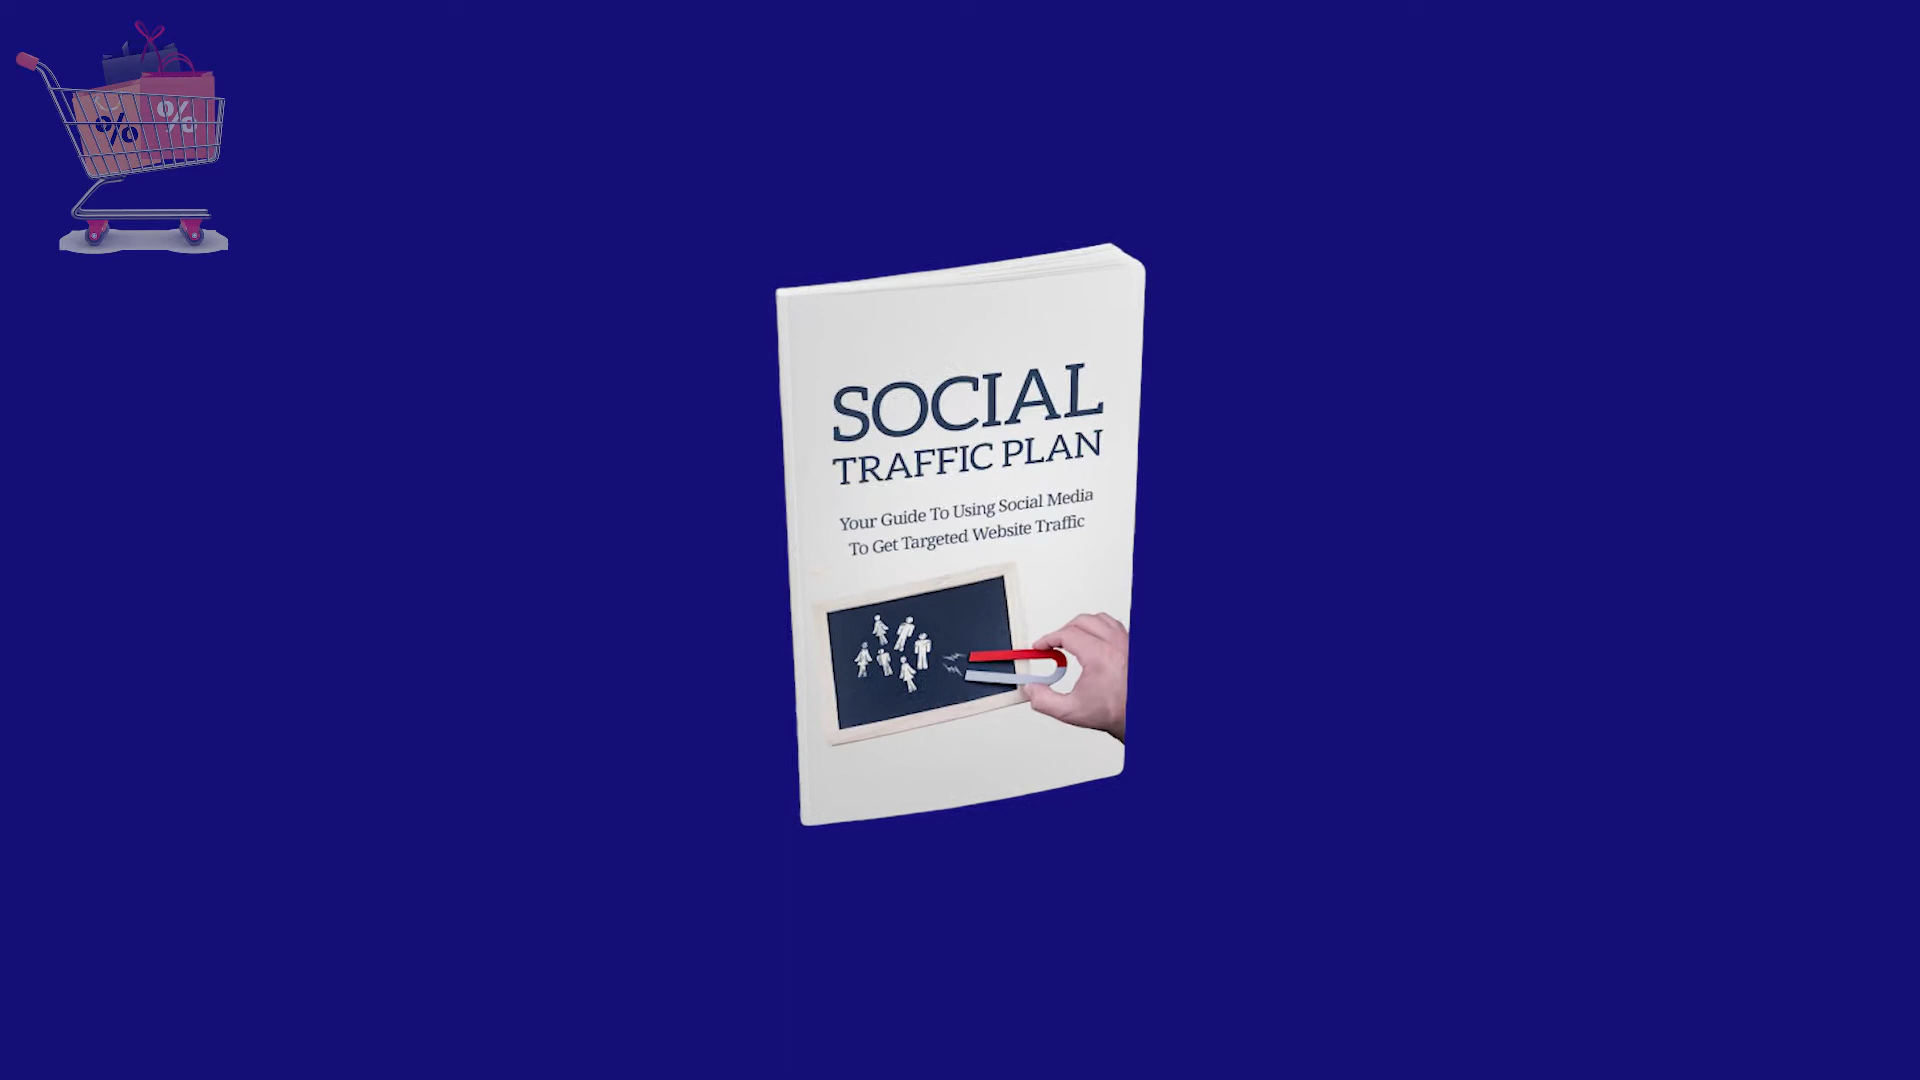 % %
SOCIAL
TRAFFIC PLAN
Your Guide To Using Social Media
To Get Targeted Website Traffic